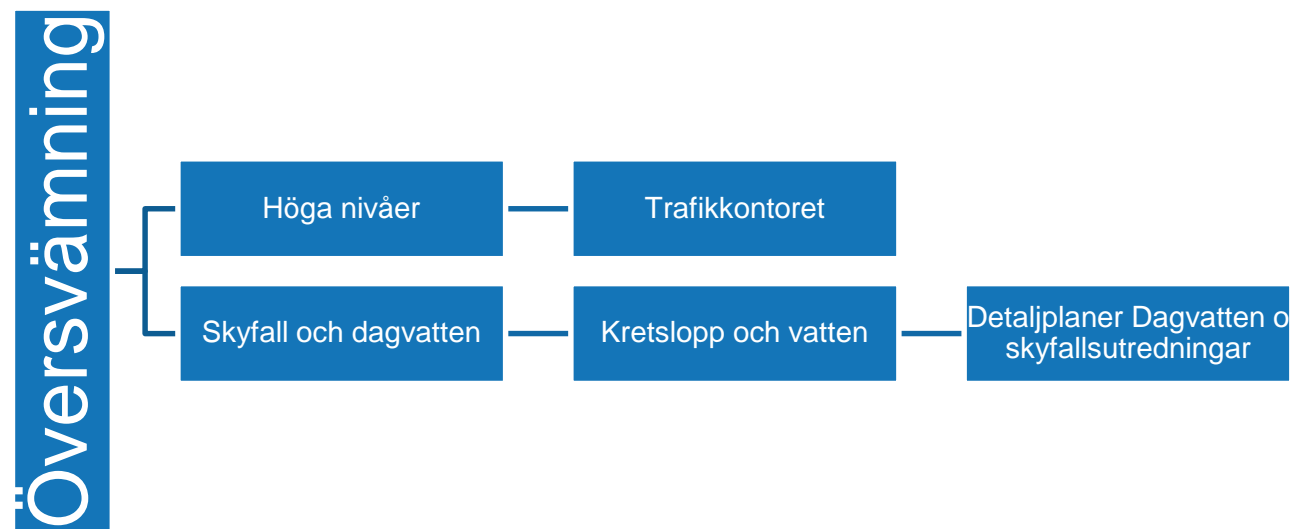 Översvämning
Höga nivåer
Trafikkontoret
Skyfall och dagvatten
Kretslopp och vatten
Detaljplaner Dagvatten o
skyfallsutredningar